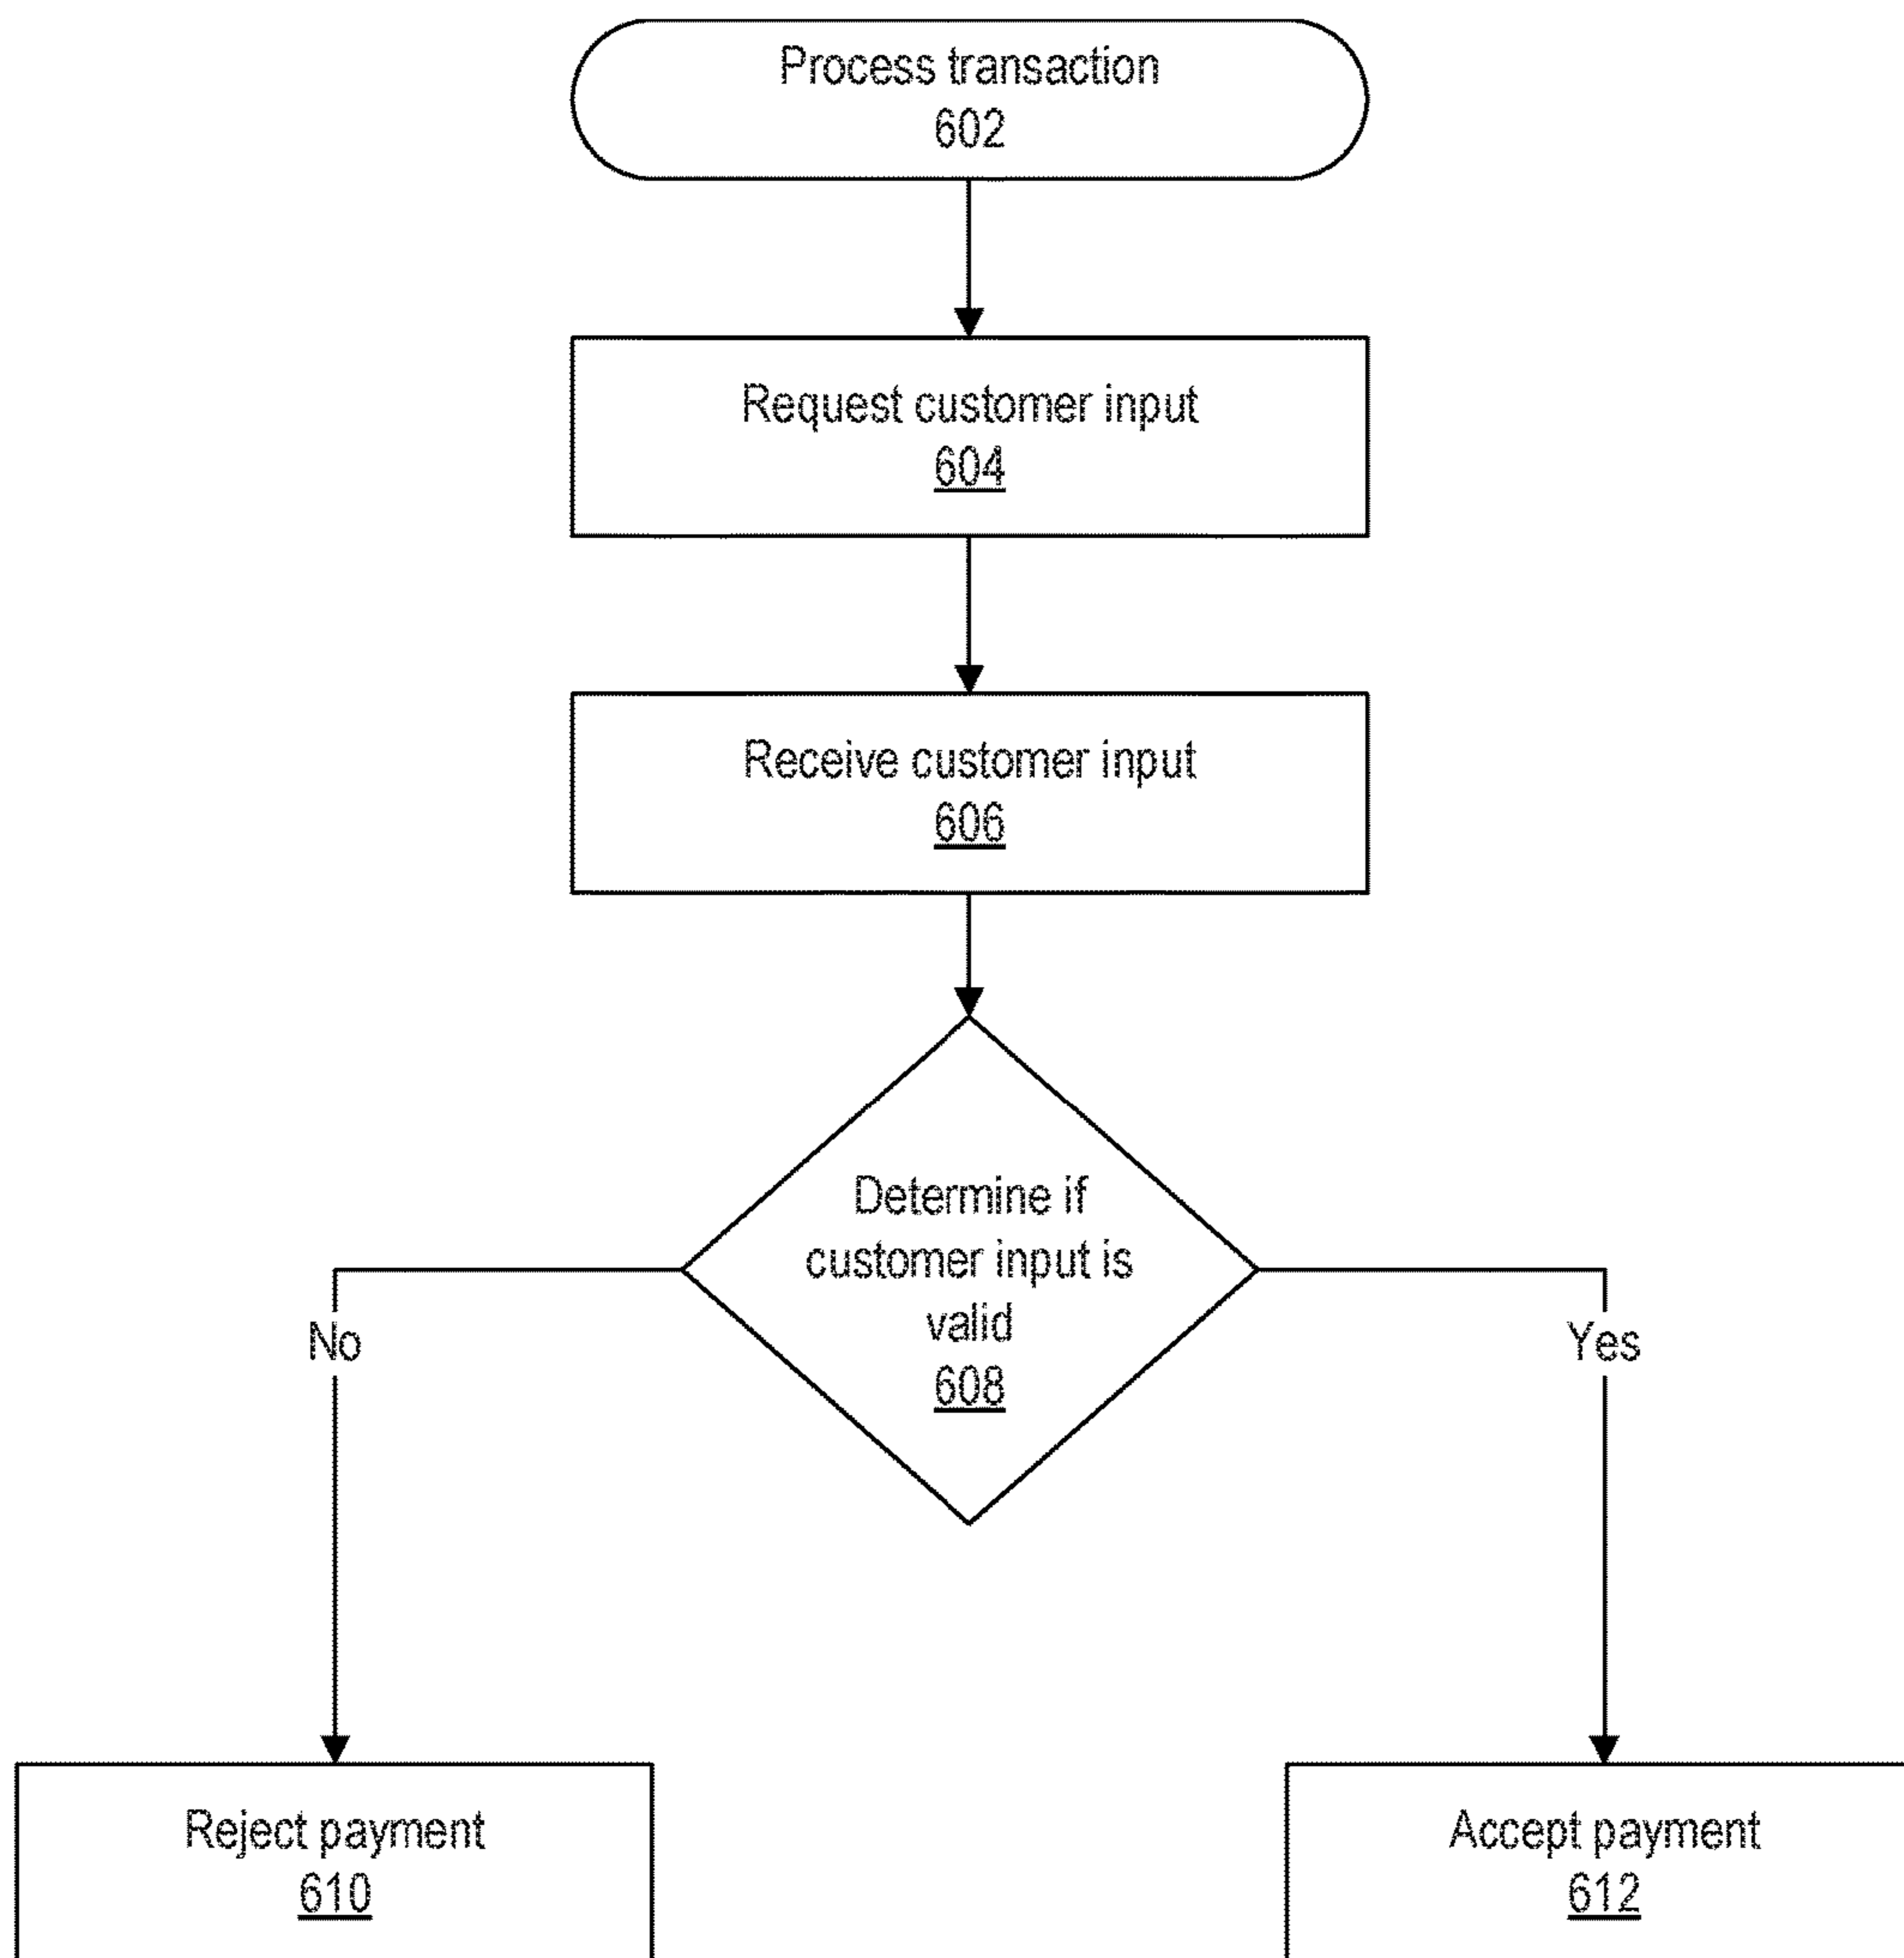 Process transaction
602
Request customer input
604
Receive customer input
606
Determine if
customer input is
valid
608
No
Yes
Reject payment
610
Accept payment
612